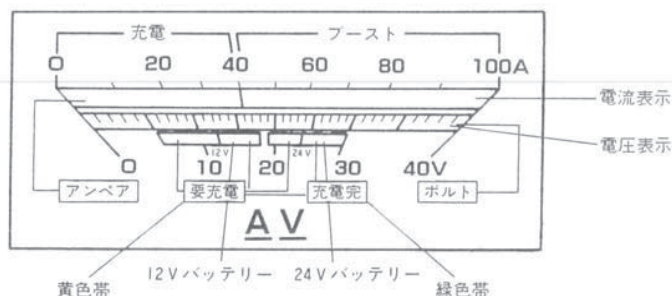 充電 ブースト
0 20 40 60 80 100A
電流表示
電圧表示
12V 24V
0 10 20 30 40V
アンペア 要充電 充電完 ボルト
A V
12Vバッテリー 24Vバッテリー
黄色帯 緑色帯